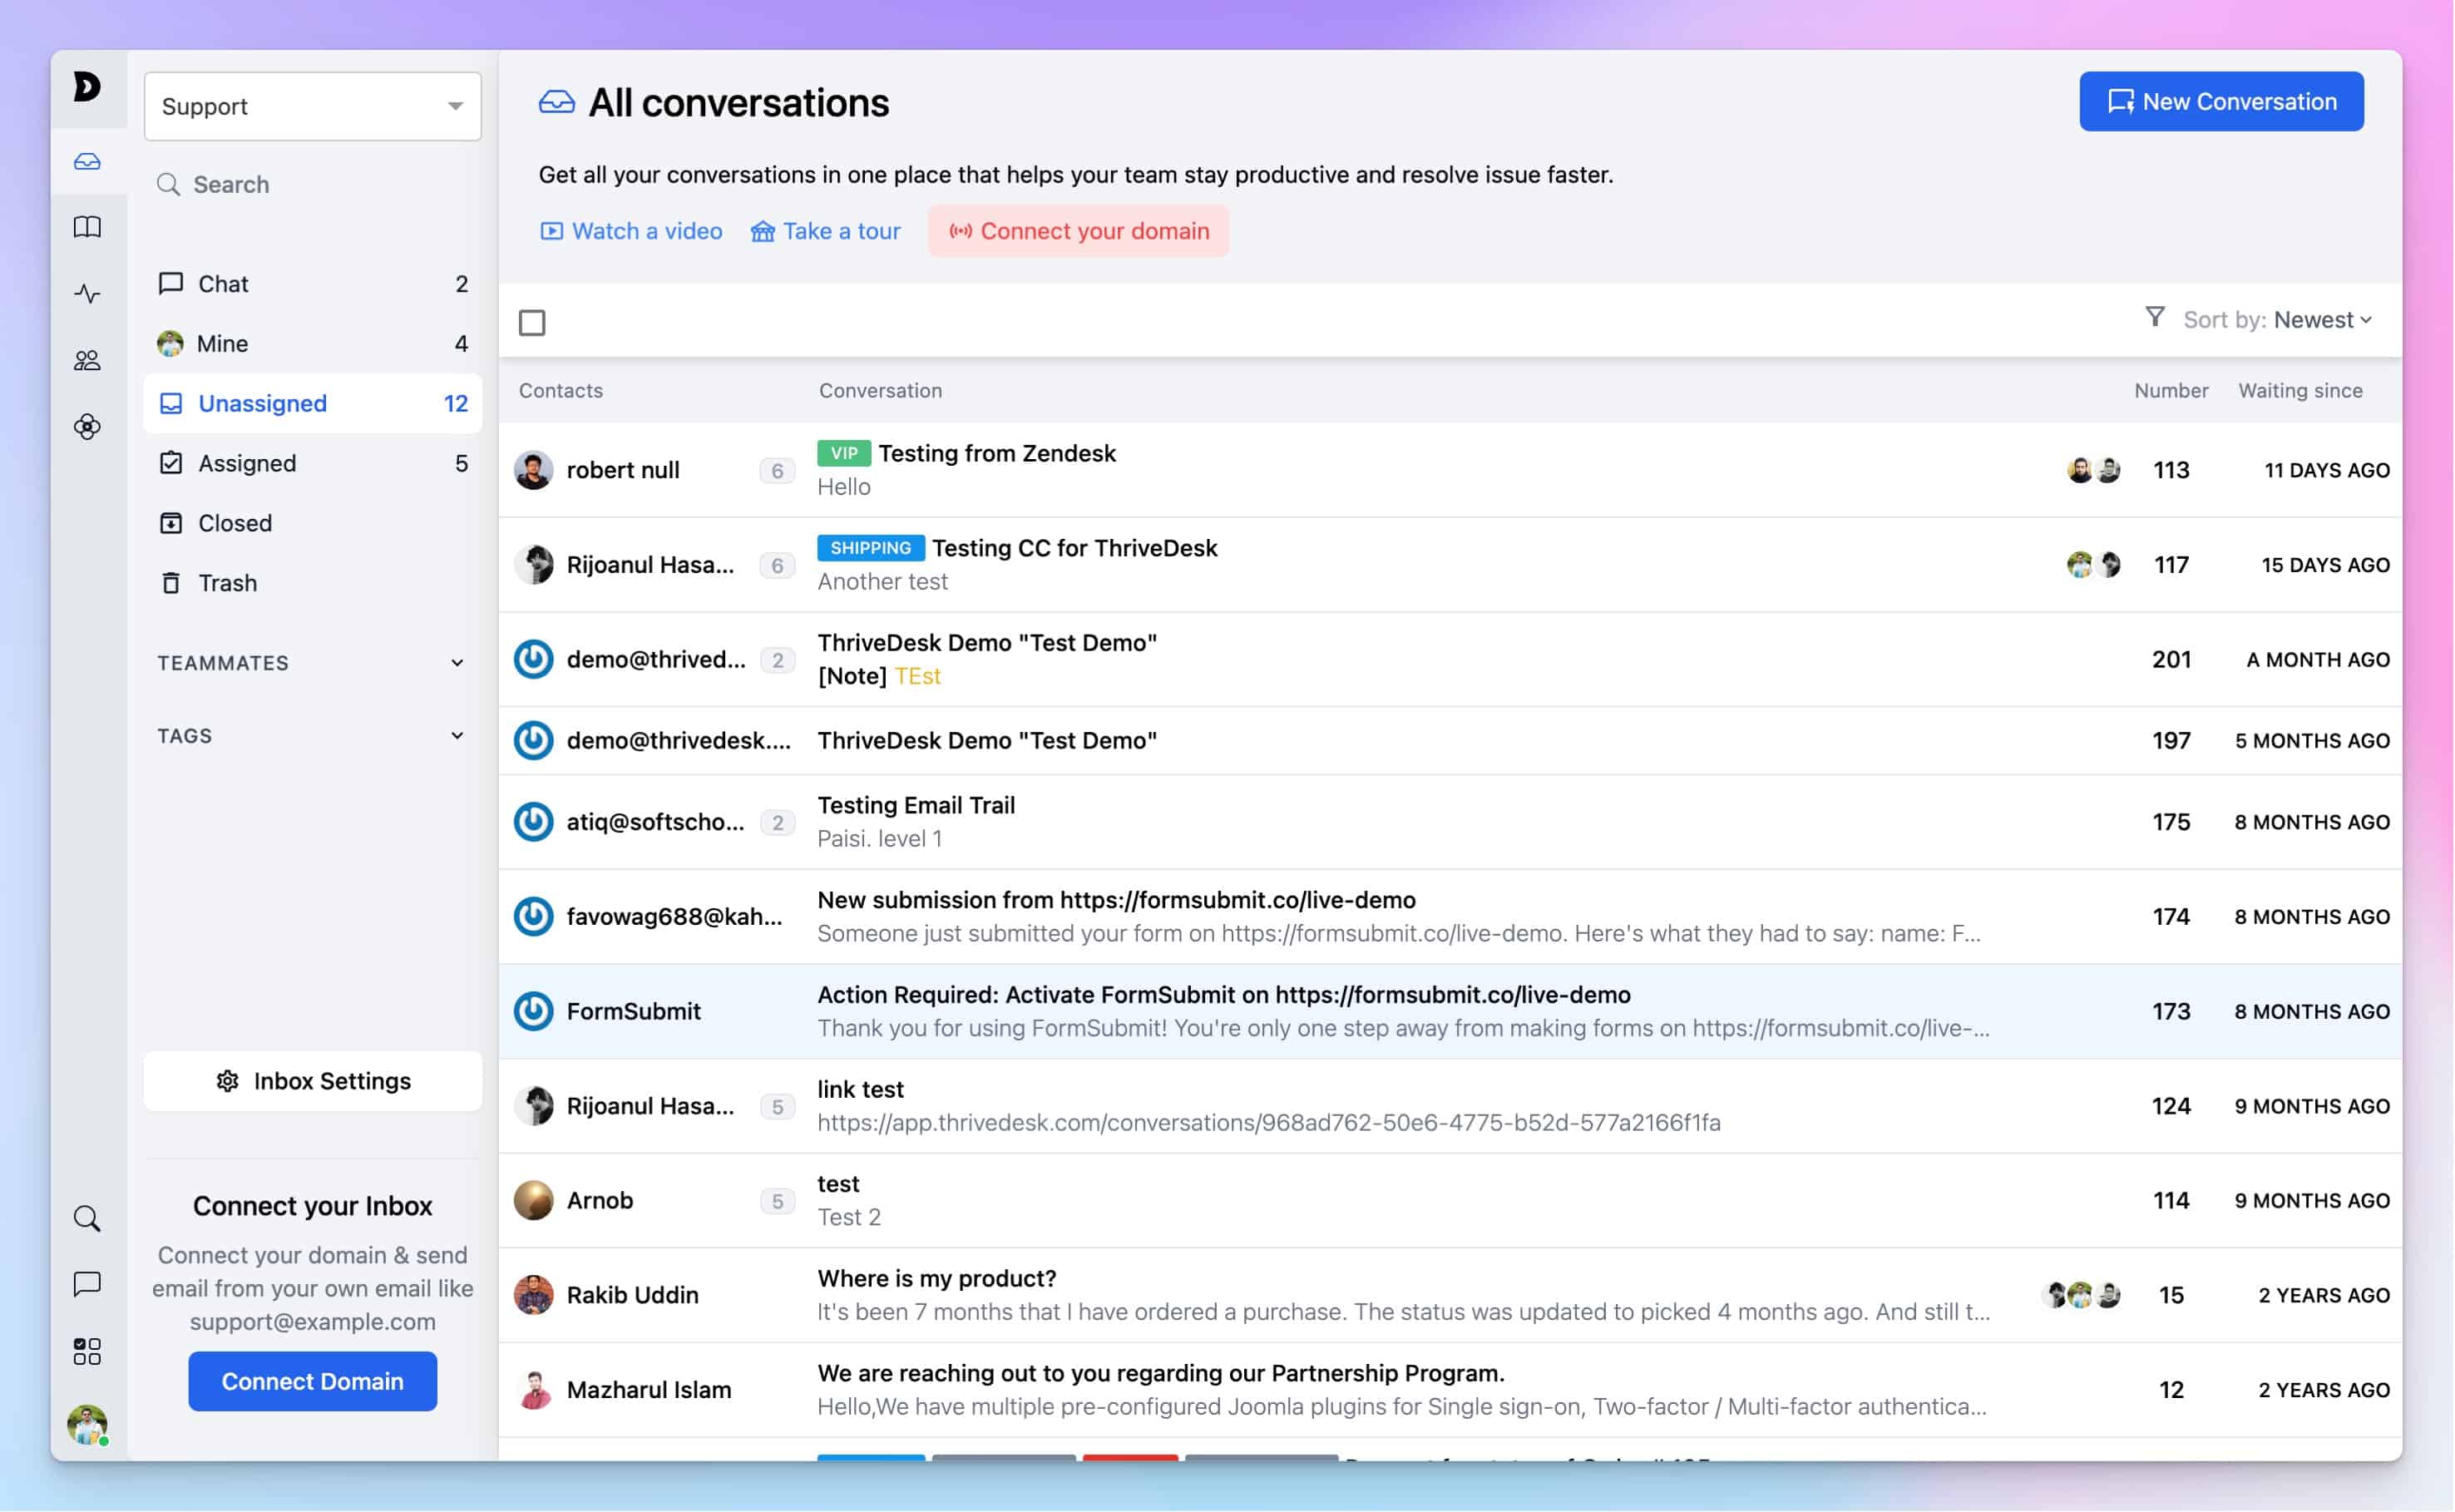 Support
Search
Chat 2
Mine 4
Unassigned 12
Assigned 5
Closed
Trash
TEAMMATES
TAGS
Inbox Settings
Connect your Inbox
Connect your domain & send
email from your own email like
support@example.com
Connect Domain
All conversations
New Conversation
Get all your conversations in one place that helps your team stay productive and resolve issue faster.
Watch a video Take a tour Connect your domain
Sort by: Newest
Contacts Conversation Number Waiting since
robert null 6 VIP Testing from Zendesk 113 11 DAYS AGO
Hello
Rijoanul Hasa... 6 SHIPPING Testing CC for ThriveDesk 117 15 DAYS AGO
Another test
demo@thrived... 2 ThriveDesk Demo "Test Demo" 201 A MONTH AGO
[Note] TEst
demo@thrivedesk.... ThriveDesk Demo "Test Demo" 197 5 MONTHS AGO
atiq@softscho... 2 Testing Email Trail 175 8 MONTHS AGO
Paisi. level 1
favowag688@kah... New submission from https://formsubmit.co/live-demo 174 8 MONTHS AGO
Someone just submitted your form on https://formsubmit.co/live-demo. Here's what they had to say: name: F...
FormSubmit Action Required: Activate FormSubmit on https://formsubmit.co/live-demo 173 8 MONTHS AGO
Thank you for using FormSubmit! You're only one step away from making forms on https://formsubmit.co/live-...
Rijoanul Hasa... 5 link test 124 9 MONTHS AGO
https://app.thrivedesk.com/conversations/968ad762-50e6-4775-b52d-577a2166f1fa
Arnob 5 test 114 9 MONTHS AGO
Test 2
Rakib Uddin Where is my product? 15 2 YEARS AGO
It's been 7 months that I have ordered a purchase. The status was updated to picked 4 months ago. And still t...
Mazharul Islam We are reaching out to you regarding our Partnership Program. 12 2 YEARS AGO
Hello,We have multiple pre-configured Joomla plugins for Single sign-on, Two-factor / Multi-factor authentica...